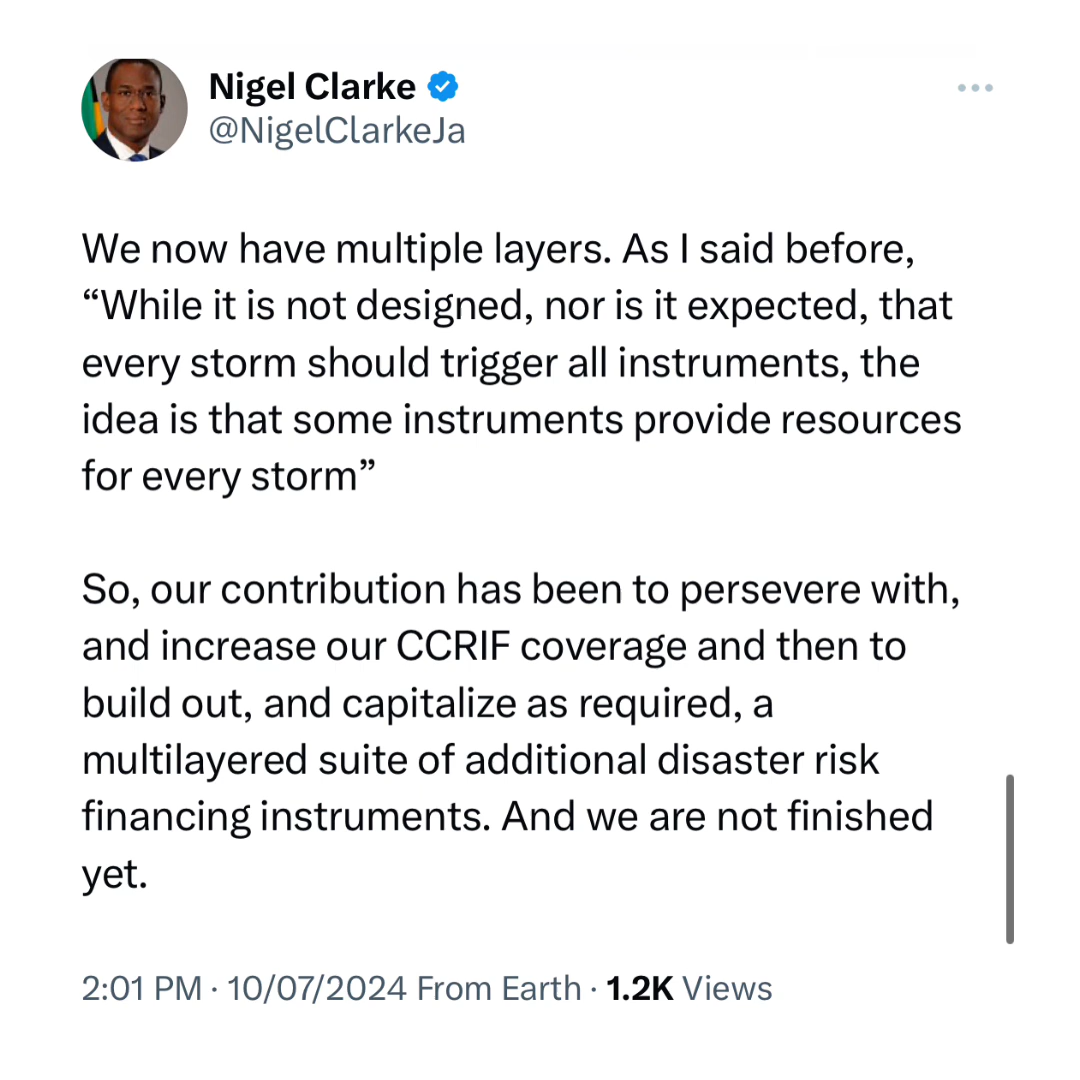 Nigel Clarke
@NigelClarkeJa
We now have multiple layers. As I said before,
“While it is not designed, nor is it expected, that
every storm should trigger all instruments, the
idea is that some instruments provide resources
for every storm”
So, our contribution has been to persevere with,
and increase our CCRIF coverage and then to
build out, and capitalize as required, a
multilayered suite of additional disaster risk
financing instruments. And we are not finished
yet.
2:01 PM · 10/07/2024 From Earth · 1.2K Views